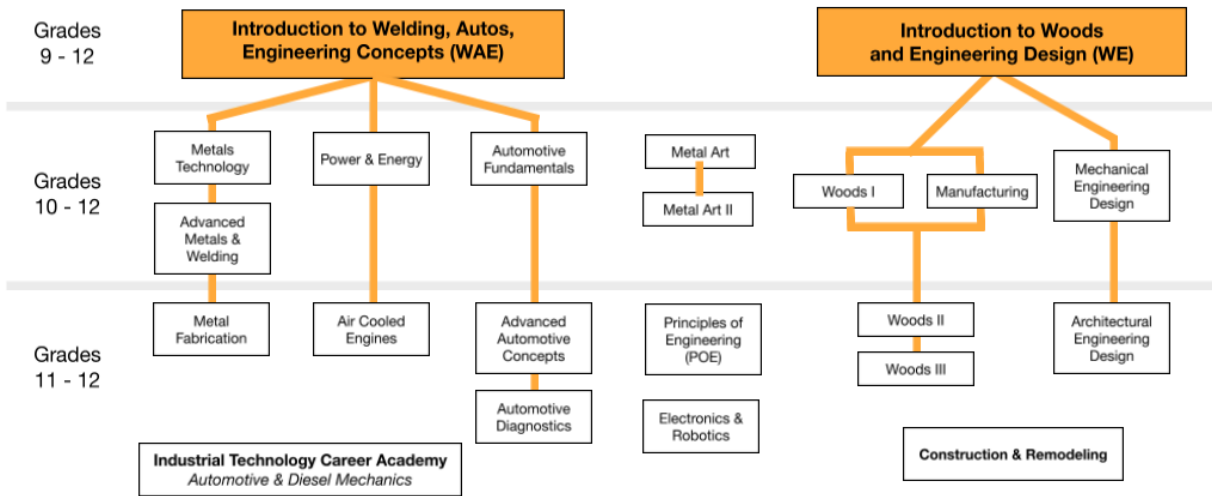 Grades
9 - 12
Introduction to Welding, Autos,
Engineering Concepts (WAE)
Introduction to Woods
and Engineering Design (WE)
Grades
10 - 12
Metals
Technology
Power & Energy
Automotive
Fundamentals
Metal Art
Woods I
Manufacturing
Mechanical
Engineering
Design
Advanced
Metals &
Welding
Metal Art II
Grades
11 - 12
Metal
Fabrication
Air Cooled
Engines
Advanced
Automotive
Concepts
Principles of
Engineering
(POE)
Woods II
Architectural
Engineering
Design
Woods III
Automotive
Diagnostics
Electronics &
Robotics
Industrial Technology Career Academy
Automotive & Diesel Mechanics
Construction & Remodeling